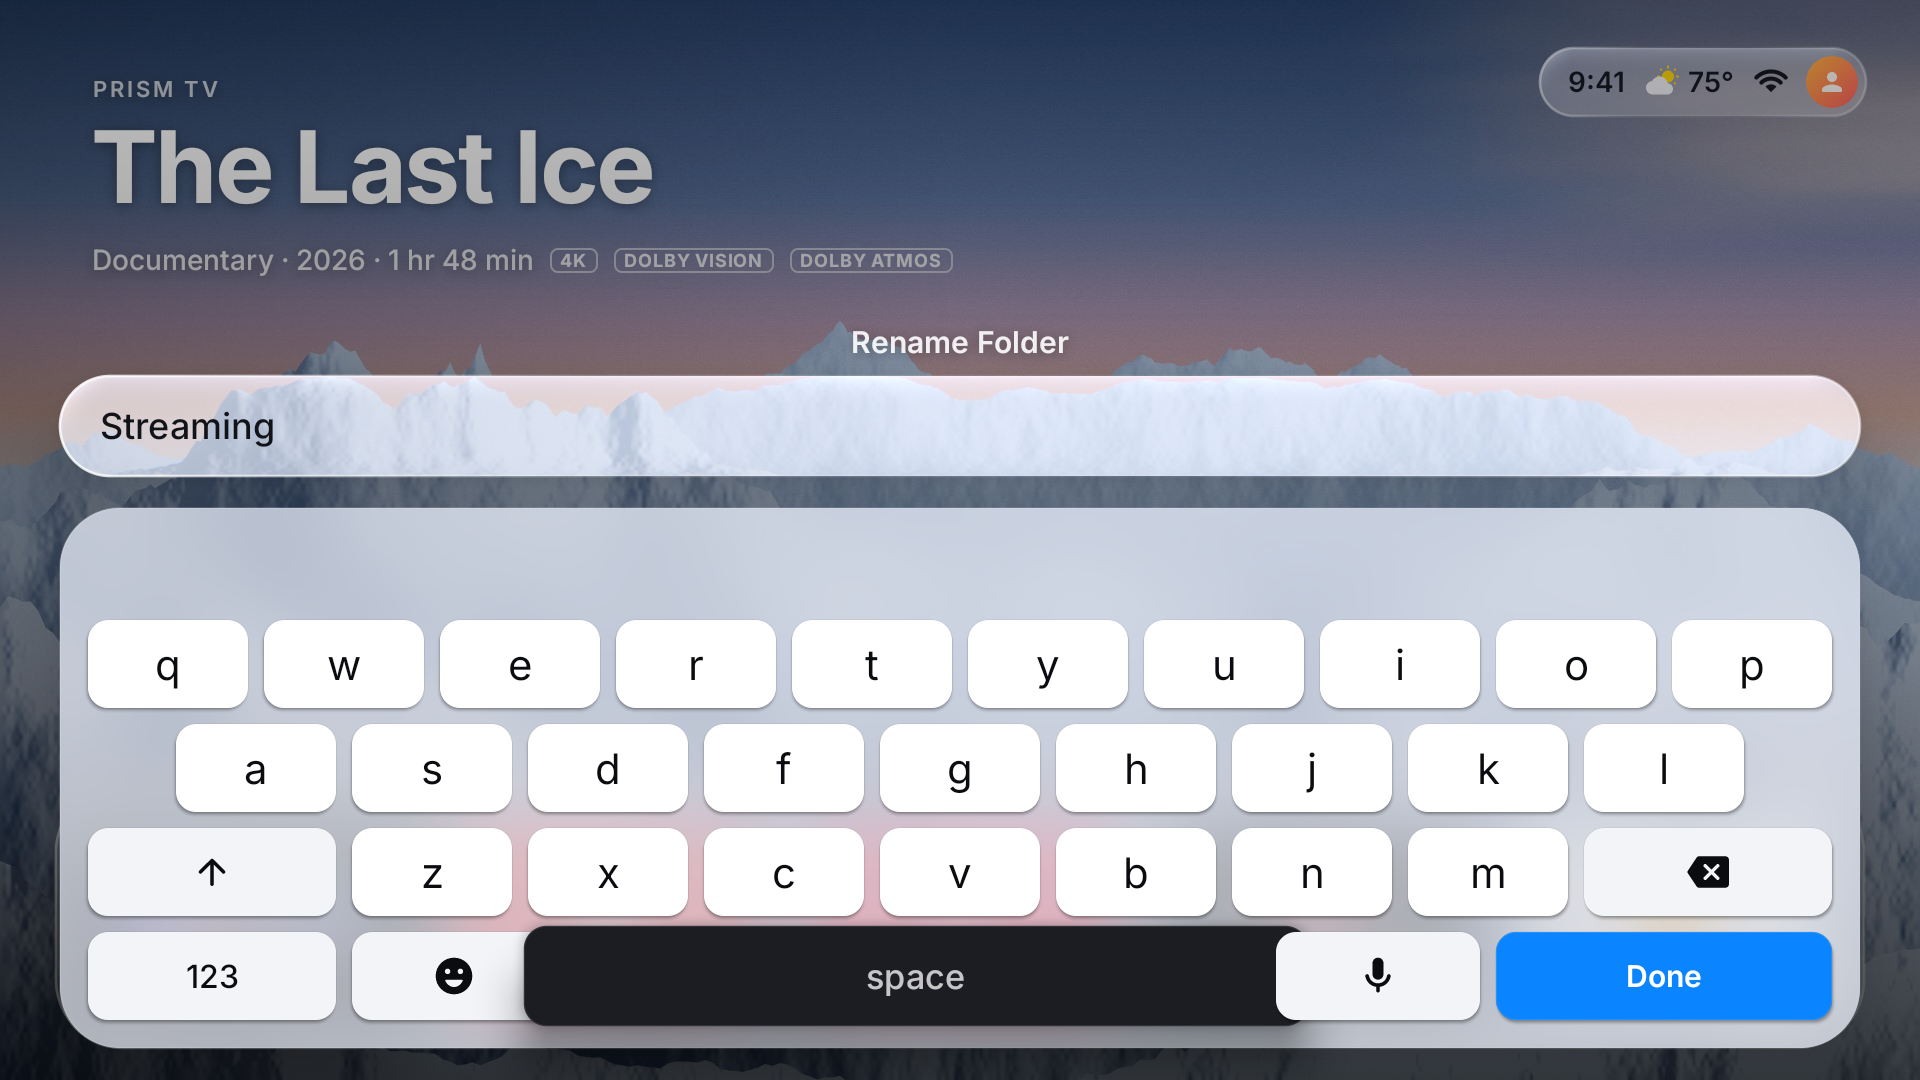 PRISM TV
9:41 75°
The Last Ice
Documentary · 2026 · 1 hr 48 min 4K DOLBY VISION DOLBY ATMOS
Rename Folder
Streaming
q w e r t y u i o p
a s d f g h j k l
z x c v b n m
123 space Done